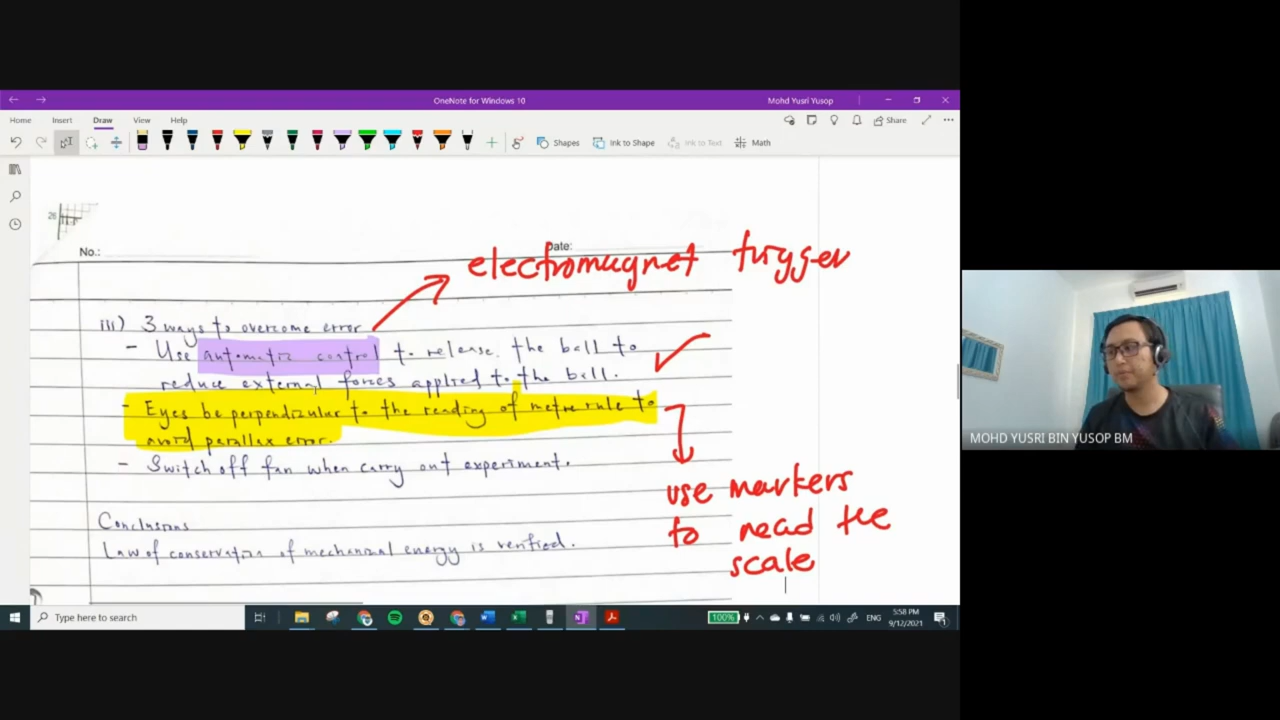 OneNote for Windows 10
Mohd Yusri Yusop
Home Insert Draw View Help
Share
Shapes Ink to Shape Ink to Text Math
26
No.:
Date:
electromagnet trigger
iii) 3 ways to overcome error
- Use automatic control to release the ball to
reduce external forces applied to the ball.
- Eyes be perpendicular to the reading of metre rule to
avoid parallax error.
- Switch off fan when carry out experiment.
use markers
to read the
scale
Conclusions
Law of conservation of mechanical energy is verified.
MOHD YUSRI BIN YUSOP BM
Type here to search
100%
ENG
5:58 PM
9/12/2021